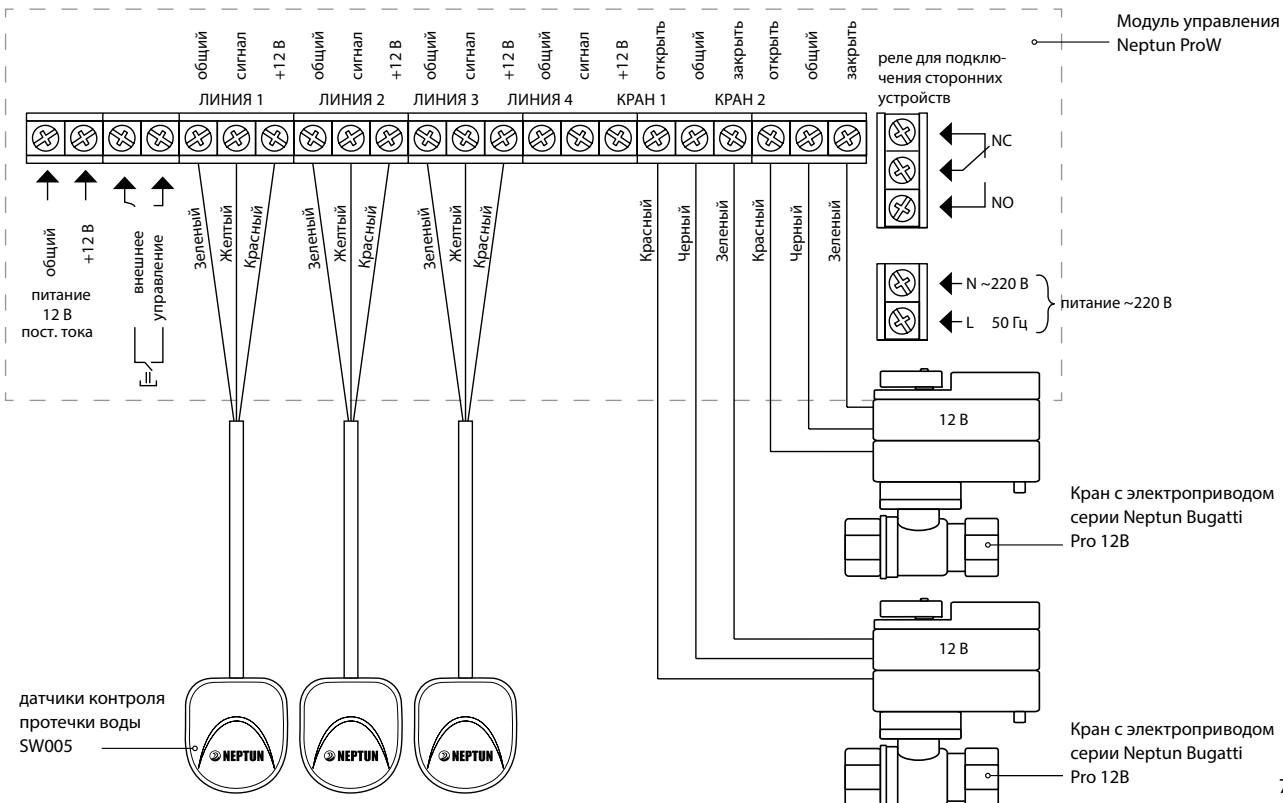 общий
сигнал
+12 В
общий
сигнал
+12 В
общий
сигнал
+12 В
общий
сигнал
+12 В
открыть
общий
закрыть
открыть
общий
закрыть
ЛИНИЯ 1
ЛИНИЯ 2
ЛИНИЯ 3
ЛИНИЯ 4
КРАН 1
КРАН 2
Модуль управления
Neptun ProW
реле для подклю-
чения сторонних
устройств
NC
NO
N ~220 В
L 50 Гц
питание ~220 В
общий
+12 В
питание
12 В
пост. тока
внешнее
управление
Зеленый
Желтый
Красный
Зеленый
Желтый
Красный
Зеленый
Желтый
Красный
Красный
Черный
Зеленый
Красный
Черный
Зеленый
12 В
Кран с электроприводом
серии Neptun Bugatti
Pro 12В
12 В
Кран с электроприводом
серии Neptun Bugatti
Pro 12В
датчики контроля
протечки воды
SW005
NEPTUN
NEPTUN
NEPTUN